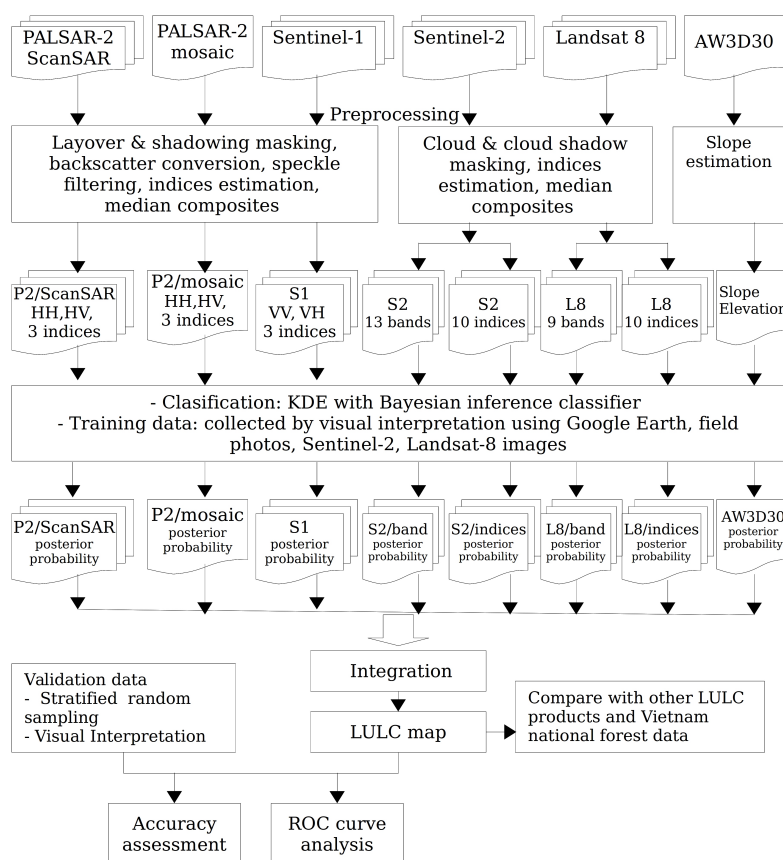 PALSAR-2
ScanSAR
PALSAR-2
mosaic
Sentinel-1
Sentinel-2
Landsat 8
AW3D30
Preprocessing
Layover & shadowing masking,
backscatter conversion, speckle
filtering, indices estimation,
median composites
Cloud & cloud shadow
masking, indices
estimation, median
composites
Slope
estimation
P2/ScanSAR
HH,HV,
3 indices
P2/mosaic
HH,HV,
3 indices
S1
VV, VH
3 indices
S2
13 bands
S2
10 indices
L8
9 bands
L8
10 indices
Slope
Elevation
- Clasification: KDE with Bayesian inference classifier
- Training data: collected by visual interpretation using Google Earth, field
photos, Sentinel-2, Landsat-8 images
P2/ScanSAR
posterior
probability
P2/mosaic
posterior
probability
S1
posterior
probability
S2/band
posterior
probability
S2/indices
posterior
probability
L8/band
posterior
probability
L8/indices
posterior
probability
AW3D30
posterior
probability
Integration
Validation data
- Stratified random
sampling
- Visual Interpretation
LULC map
Compare with other LULC
products and Vietnam
national forest data
Accuracy
assessment
ROC curve
analysis